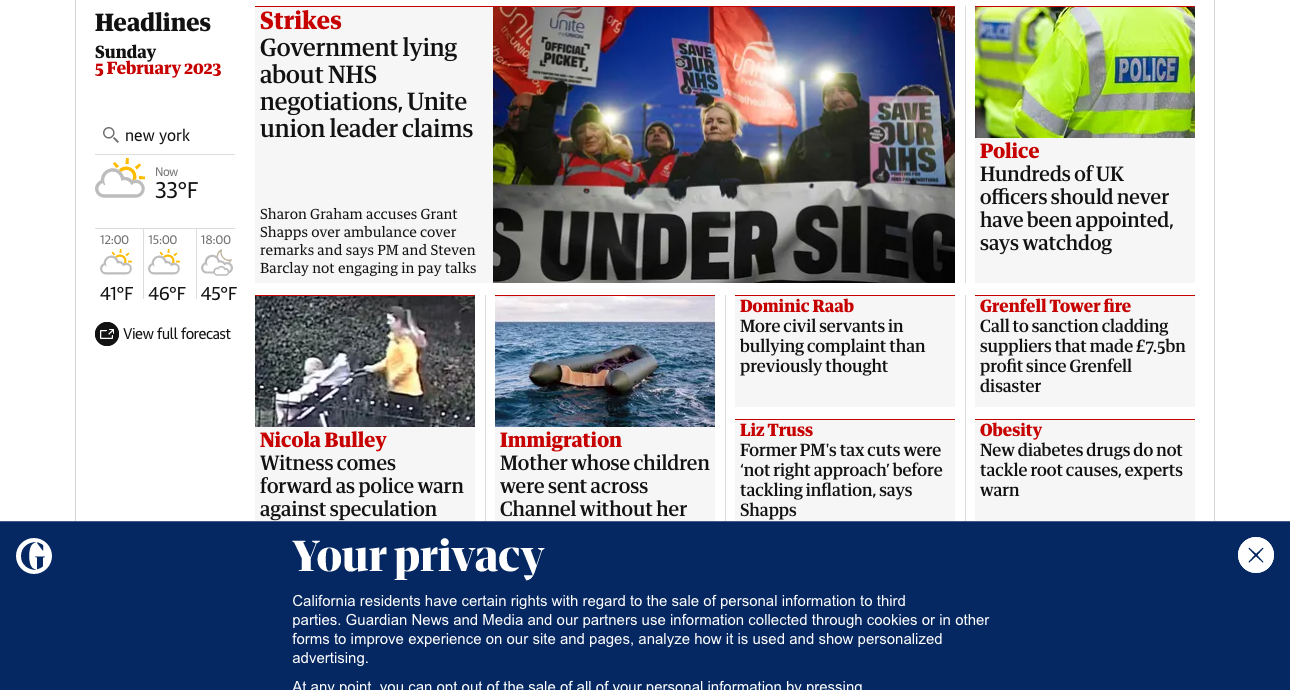 Headlines
Sunday
5 February 2023
new york
Now
33°F
12:00
15:00
18:00
41°F
46°F
45°F
View full forecast
Strikes
Government lying
about NHS
negotiations, Unite
union leader claims
Sharon Graham accuses Grant
Shapps over ambulance cover
remarks and says PM and Steven
Barclay not engaging in pay talks
unite
the UNION
OFFICIAL
PICKET
SAVE
OUR
NHS
unite
SAVE
OUR
NHS
S UNDER SIEG
POLICE
Police
Hundreds of UK
officers should never
have been appointed,
says watchdog
Nicola Bulley
Witness comes
forward as police warn
against speculation
Immigration
Mother whose children
were sent across
Channel without her
Dominic Raab
More civil servants in
bullying complaint than
previously thought
Grenfell Tower fire
Call to sanction cladding
suppliers that made £7.5bn
profit since Grenfell
disaster
Liz Truss
Former PM's tax cuts were
‘not right approach’ before
tackling inflation, says
Shapps
Obesity
New diabetes drugs do not
tackle root causes, experts
warn
Your privacy
California residents have certain rights with regard to the sale of personal information to third
parties. Guardian News and Media and our partners use information collected through cookies or in other
forms to improve experience on our site and pages, analyze how it is used and show personalized
advertising.
At any point, you can opt out of the sale of all of your personal information by pressing